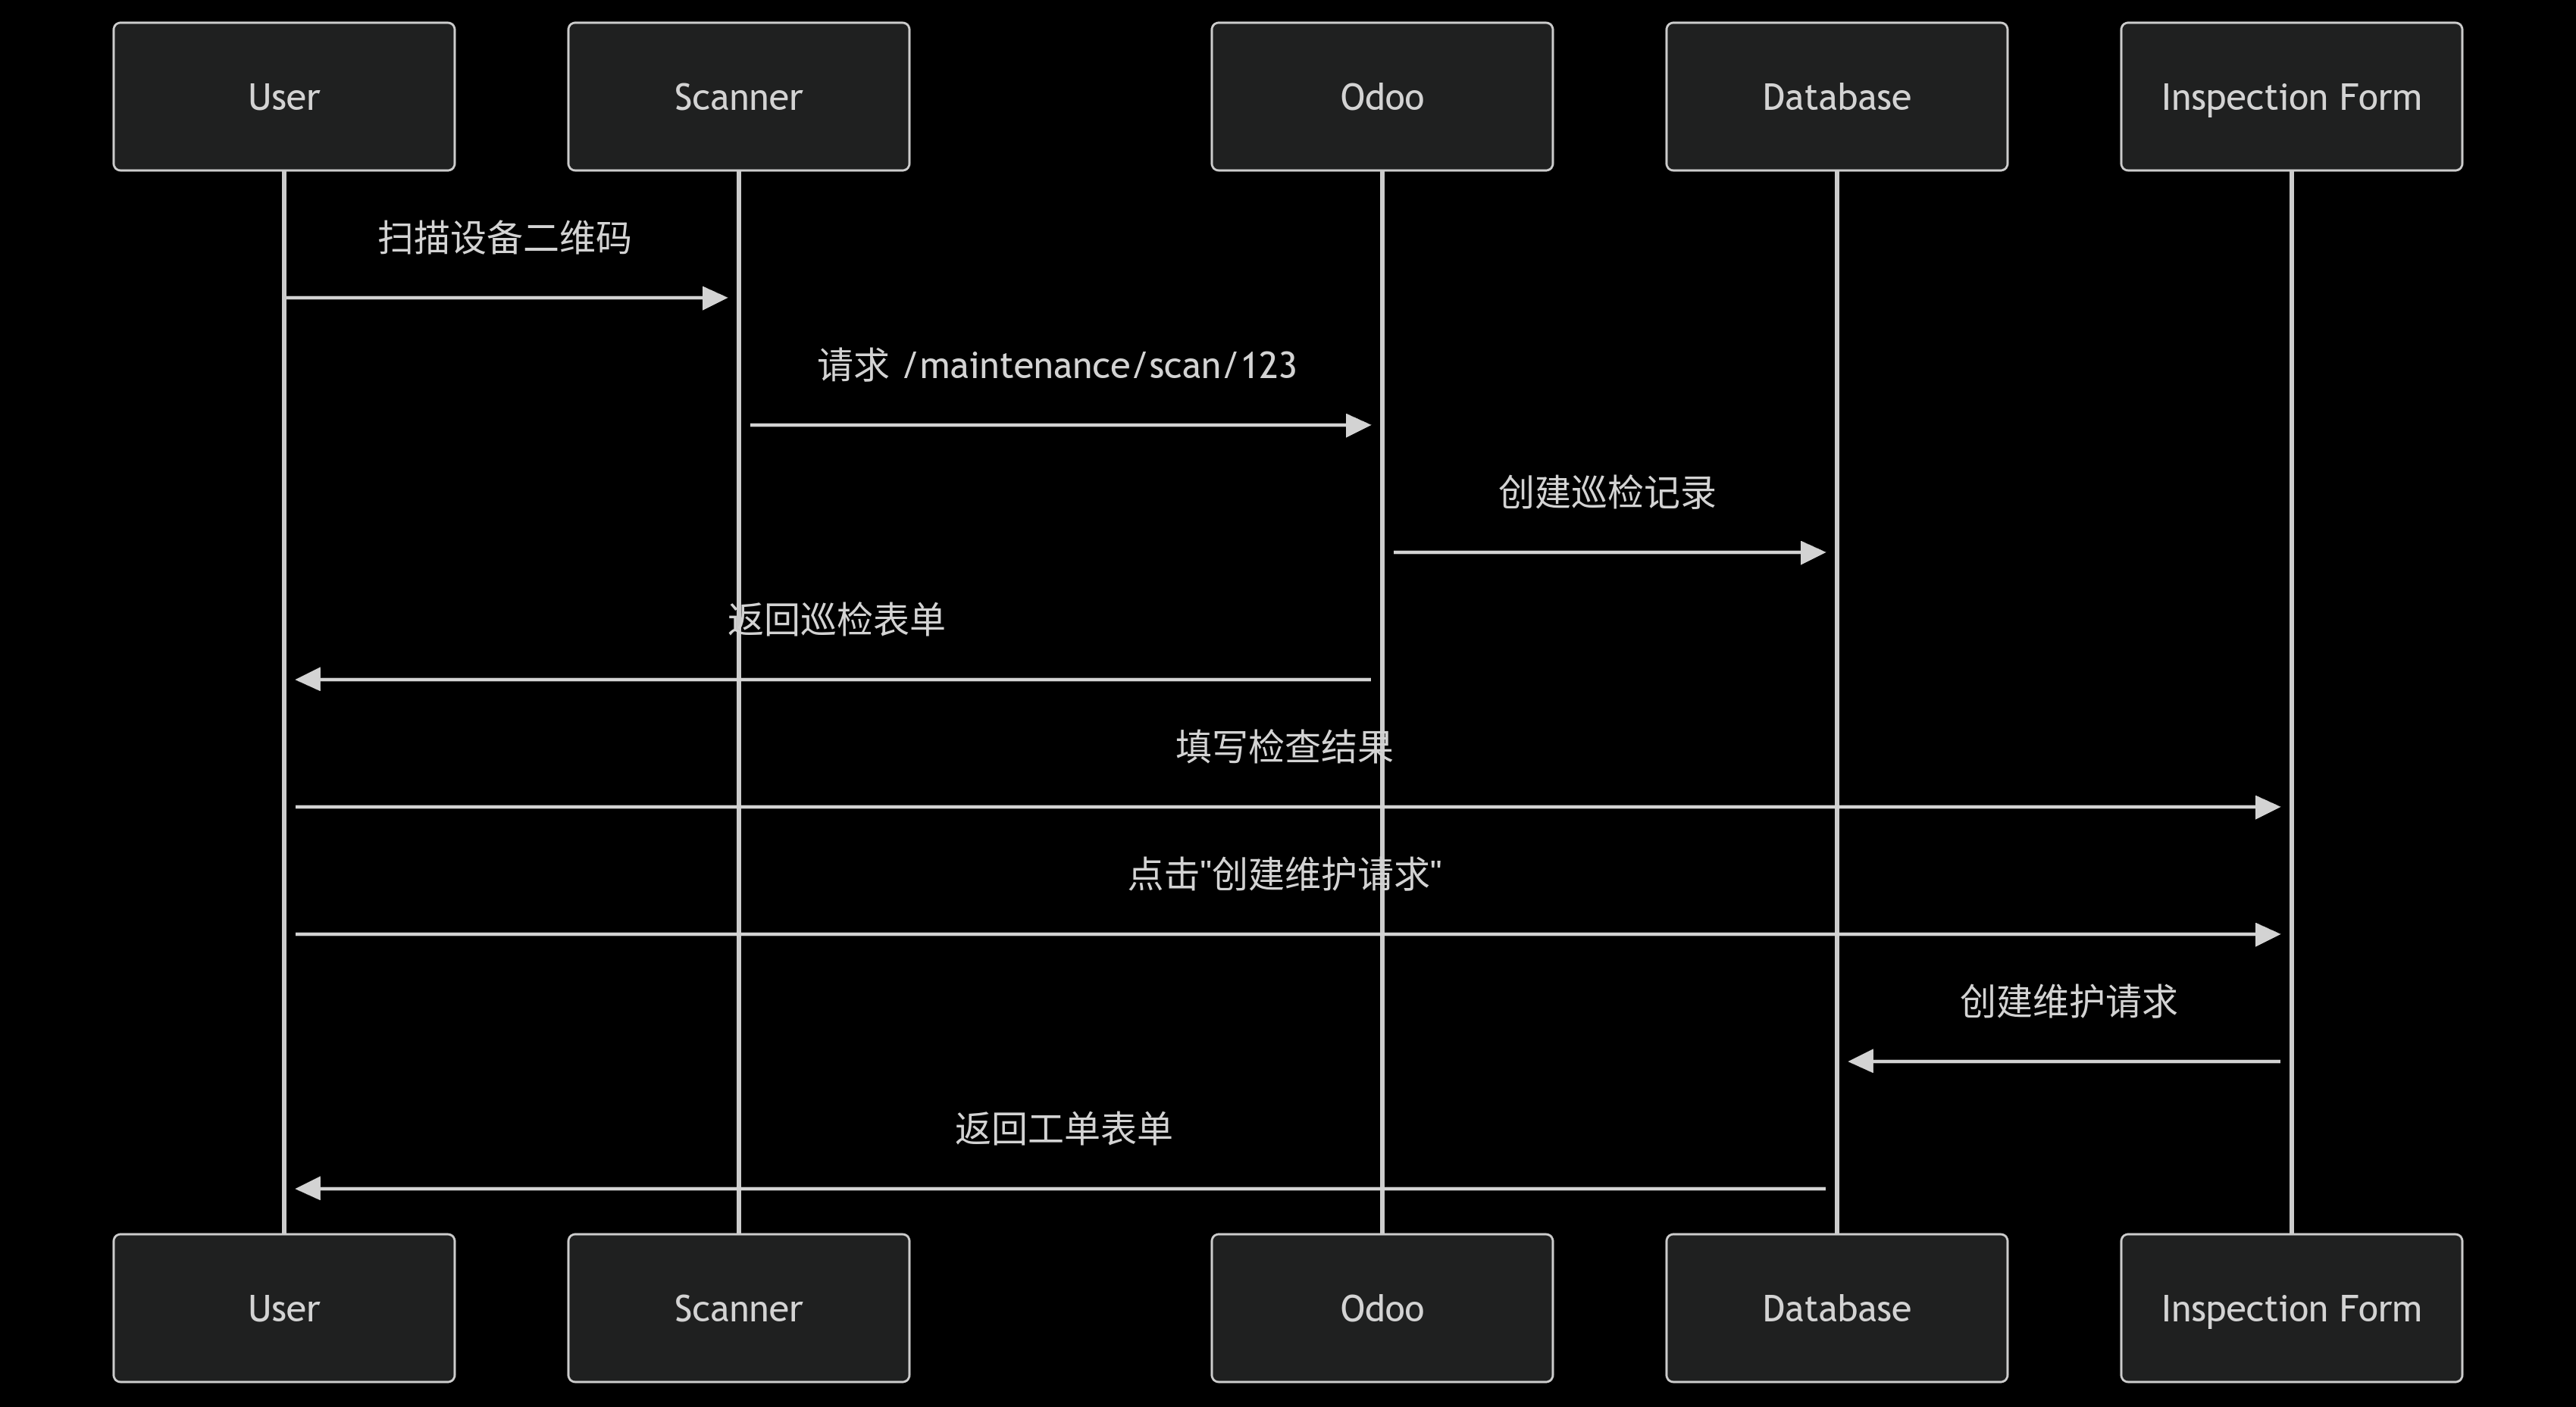 User
Scanner
Odoo
Database
Inspection Form
扫描设备二维码
请求 /maintenance/scan/123
创建巡检记录
返回巡检表单
填写检查结果
点击"创建维护请求"
创建维护请求
返回工单表单
User
Scanner
Odoo
Database
Inspection Form